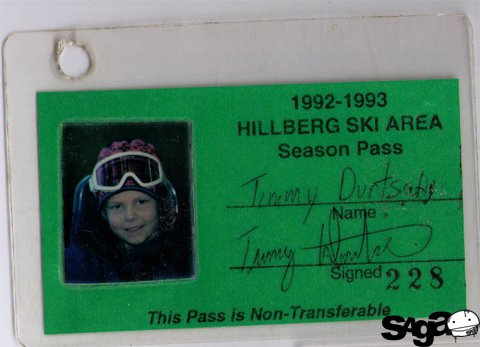 1992-1993
HILLBERG SKI AREA
Season Pass
Name
Signed 228
This Pass is Non-Transferable
SAGA